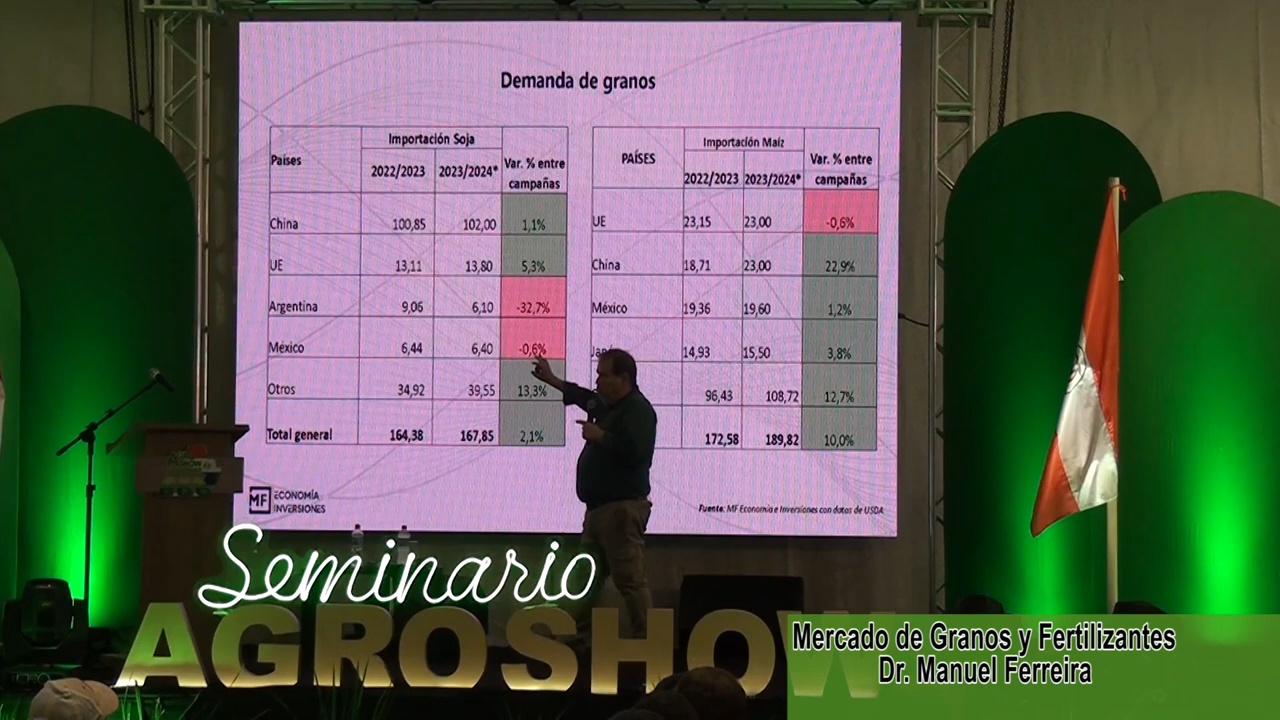 Demanda de granos
Países Importación Soja Var. % entre campañas
2022/2023 2023/2024*
China 100,85 102,00 1,1%
UE 13,11 13,80 5,3%
Argentina 9,06 6,10 -32,7%
México 6,44 6,40 -0,6%
Otros 34,92 39,55 13,3%
Total general 164,38 167,85 2,1%
PAÍSES Importación Maíz Var. % entre campañas
2022/2023 2023/2024*
UE 23,15 23,00 -0,6%
China 18,71 23,00 22,9%
México 19,36 19,60 1,2%
14,93 15,50 3,8%
96,43 108,72 12,7%
172,58 189,82 10,0%
MF ECONOMÍA
INVERSIONES
Fuente: MF Economía e Inversiones con datos de USDA
Seminario
AGROSHOW
Mercado de Granos y Fertilizantes
Dr. Manuel Ferreira